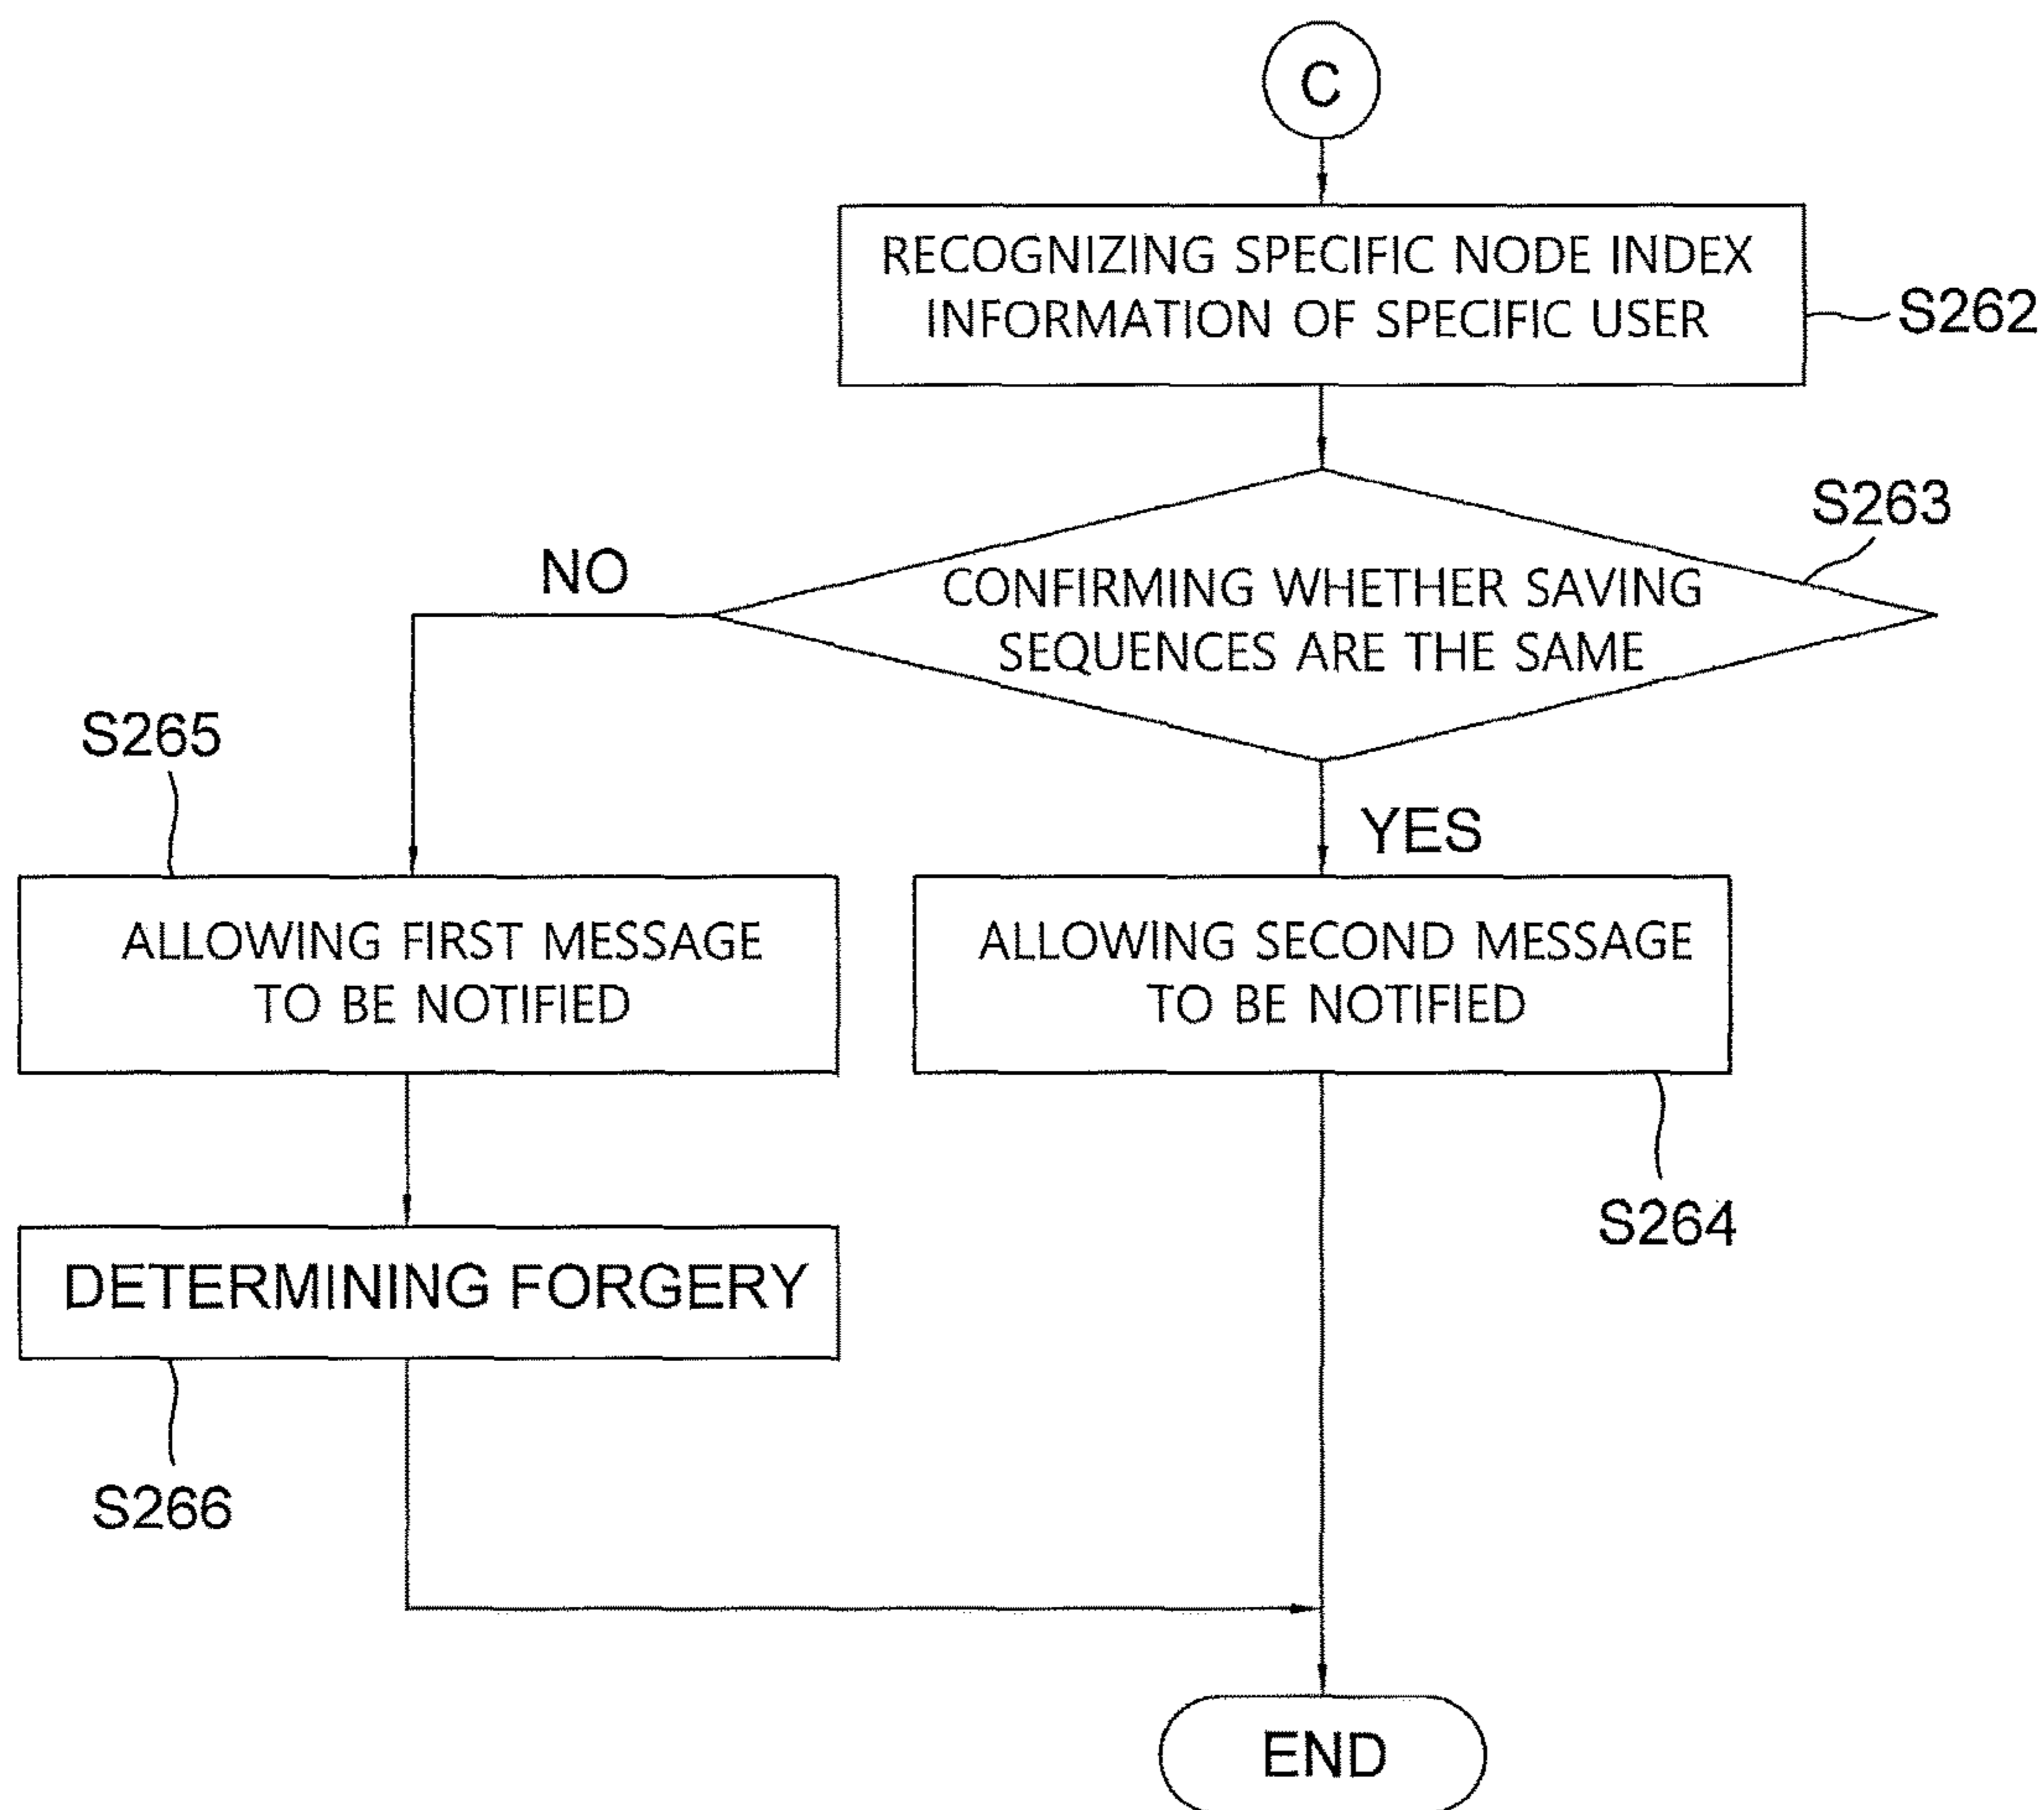 C
RECOGNIZING SPECIFIC NODE INDEX
INFORMATION OF SPECIFIC USER
S262
S263
CONFIRMING WHETHER SAVING
SEQUENCES ARE THE SAME
NO
YES
S265
ALLOWING FIRST MESSAGE
TO BE NOTIFIED
ALLOWING SECOND MESSAGE
TO BE NOTIFIED
S264
DETERMINING FORGERY
S266
END